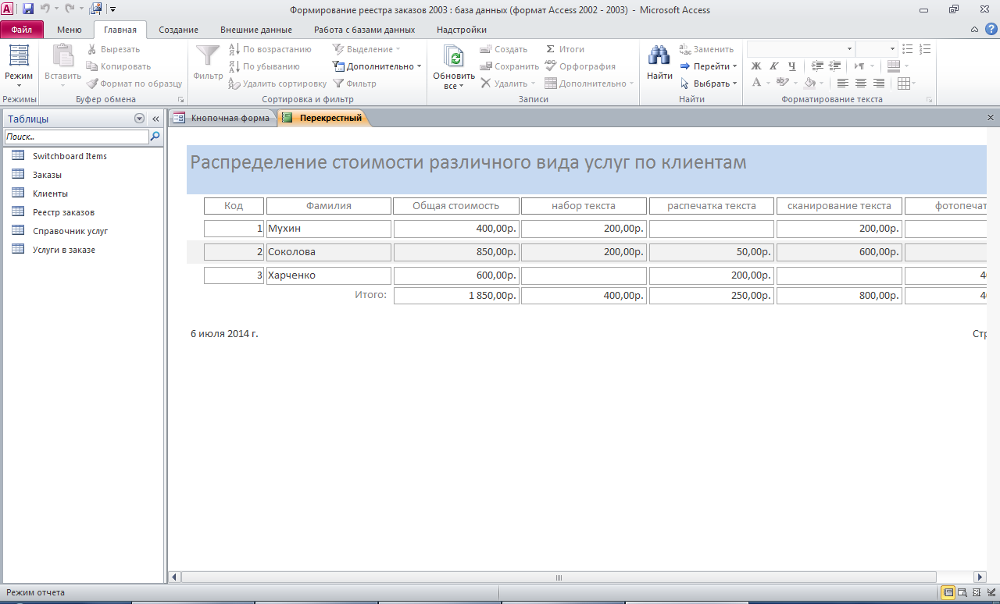 Формирование реестра заказов 2003 : база данных (формат Access 2002 - 2003) - Microsoft Access
Файл Меню Главная Создание Внешние данные Работа с базами данных Надстройки
Режим
Режимы
Вставить
Вырезать
Копировать
Формат по образцу
Буфер обмена
Фильтр
По возрастанию
По убыванию
Удалить сортировку
Выделение
Дополнительно
Фильтр
Сортировка и фильтр
Обновить
все
Создать
Сохранить
Удалить
Итоги
Орфография
Дополнительно
Записи
Найти
Заменить
Перейти
Выбрать
Найти
Ж К Ч
А
Форматирование текста
Таблицы
Поиск...
Switchboard Items
Заказы
Клиенты
Реестр заказов
Справочник услуг
Услуги в заказе
Кнопочная форма Перекрестный
Распределение стоимости различного вида услуг по клиентам
Код Фамилия Общая стоимость набор текста распечатка текста сканирование текста фотопечат
1 Мухин 400,00р. 200,00р. 200,00р.
2 Соколова 850,00р. 200,00р. 50,00р. 600,00р.
3 Харченко 600,00р. 200,00р. 4
Итого: 1 850,00р. 400,00р. 250,00р. 800,00р. 4
6 июля 2014 г. Стр
Режим отчета